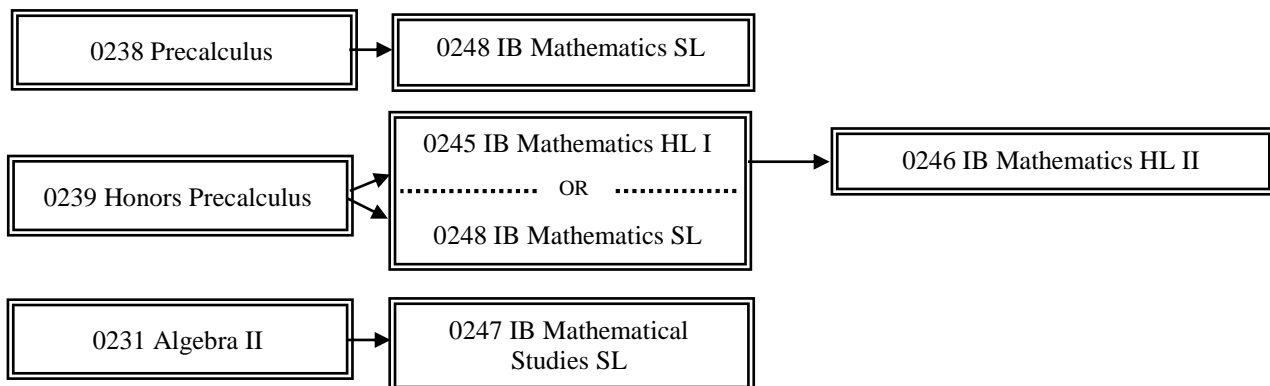 0238 Precalculus
0248 IB Mathematics SL
0239 Honors Precalculus
0245 IB Mathematics HL I
OR
0248 IB Mathematics SL
0246 IB Mathematics HL II
0231 Algebra II
0247 IB Mathematical
Studies SL